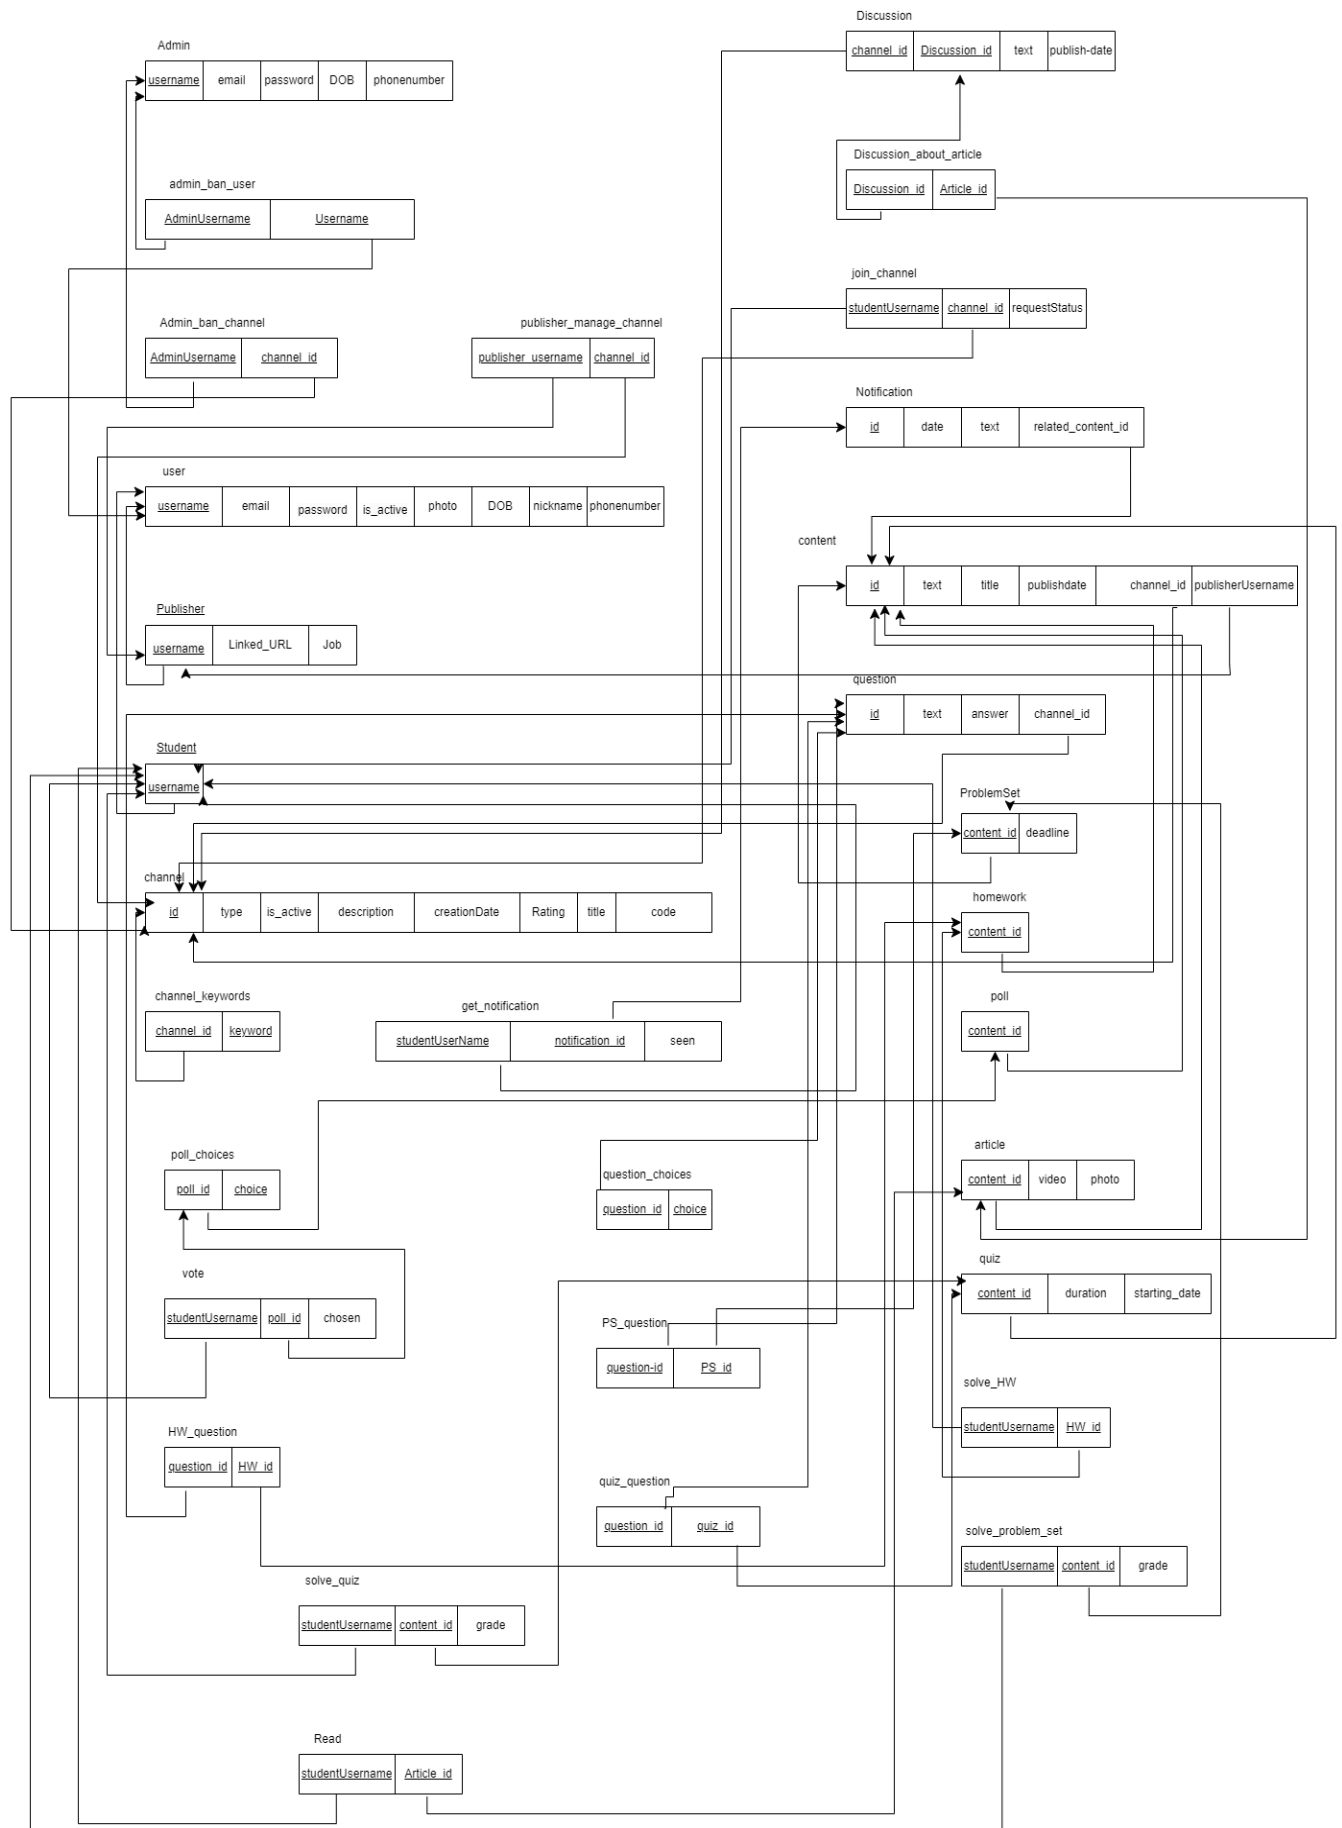 Discussion
channel_id Discussion_id text publish-date
Admin
username email password DOB phonenumber
Discussion_about_article
Discussion_id Article_id
admin_ban_user
AdminUsername Username
join_channel
studentUsername channel_id requestStatus
Admin_ban_channel
AdminUsername channel_id
publisher_manage_channel
publisher_username channel_id
Notification
id date text related_content_id
user
username email password is_active photo DOB nickname phonenumber
content
id text title publishdate channel_id publisherUsername
Publisher
username Linked_URL Job
question
id text answer channel_id
Student
username
ProblemSet
content_id deadline
channel
id type is_active description creationDate Rating title code
homework
content_id
channel_keywords
channel_id keyword
get_notification
studentUserName notification_id seen
poll
content_id
poll_choices
poll_id choice
question_choices
question_id choice
article
content_id video photo
vote
studentUsername poll_id chosen
quiz
content_id duration starting_date
PS_question
question-id PS_id
solve_HW
studentUsername HW_id
HW_question
question_id HW_id
quiz_question
question_id quiz_id
solve_problem_set
studentUsername content_id grade
solve_quiz
studentUsername content_id grade
Read
studentUsername Article_id